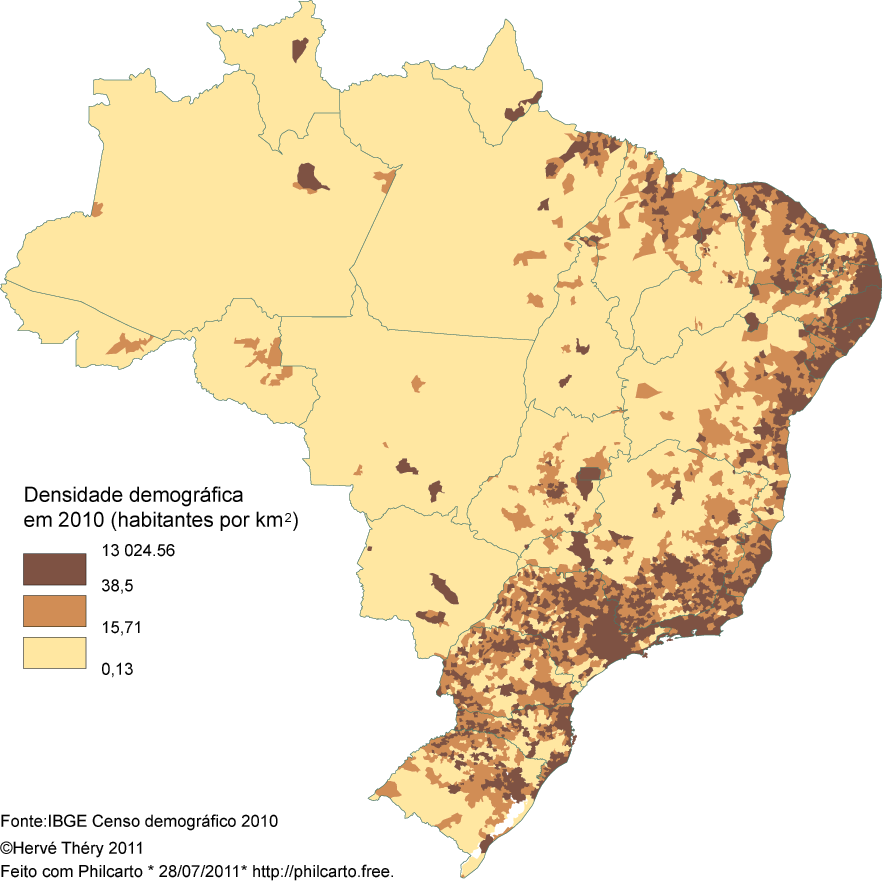 Densidade demográfica
em 2010 (habitantes por km²)
13 024.56
38,5
15,71
0,13
Fonte:IBGE Censo demográfico 2010
©Hervé Théry 2011
Feito com Philcarto * 28/07/2011* http://philcarto.free.